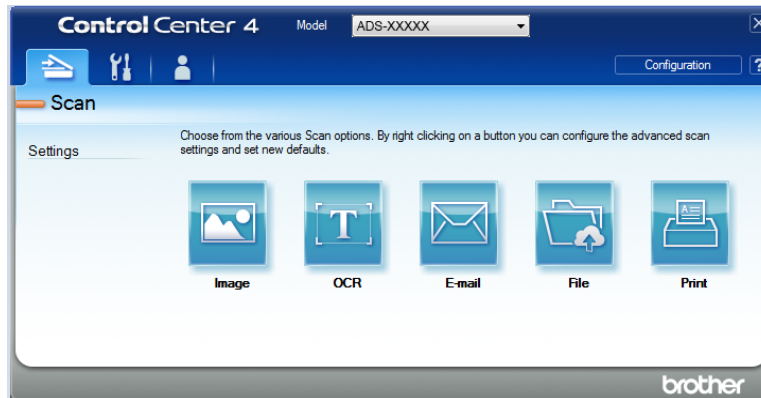 ControlCenter 4 Model ADS-XXXXX
Configuration ?
Scan
Settings
Choose from the various Scan options. By right clicking on a button you can configure the advanced scan
settings and set new defaults.
T
Image OCR E-mail File Print
brother